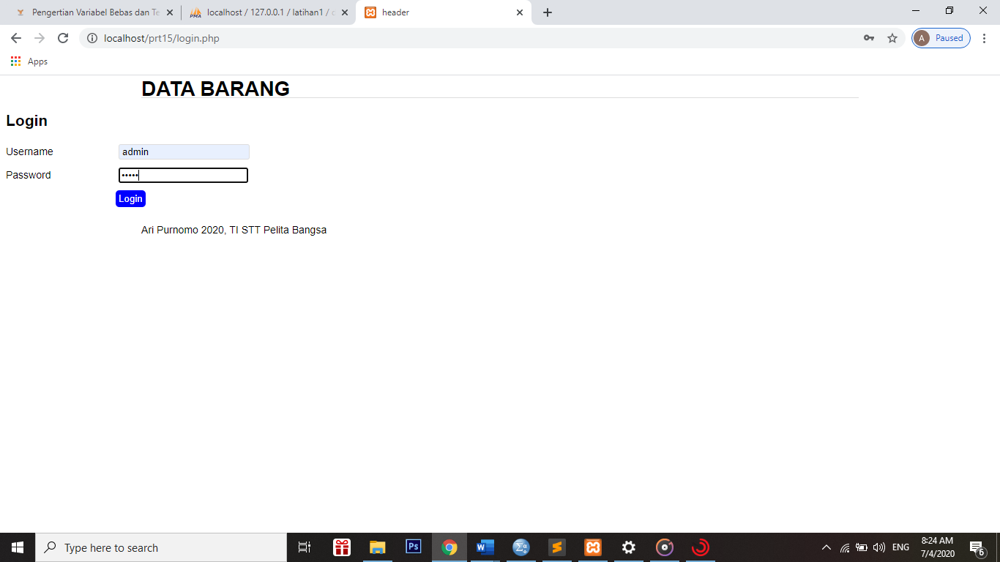 Pengertian Variabel Bebas dan Te
localhost / 127.0.0.1 / latihan1 /
header
localhost/prt15/login.php
A Paused
Apps
DATA BARANG
Login
Username admin
Password •••••
Login
Ari Purnomo 2020, TI STT Pelita Bangsa
Type here to search
Ps
ENG
8:24 AM
7/4/2020
6